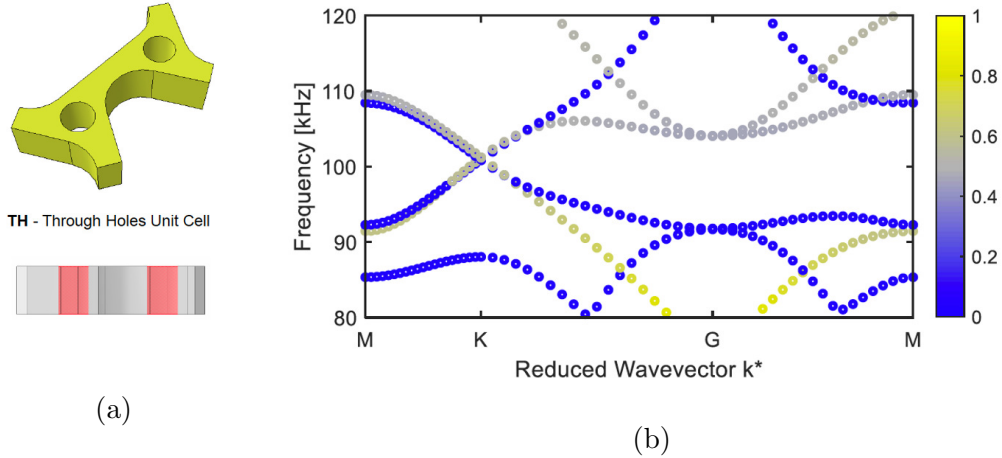 TH - Through Holes Unit Cell
(a)
Frequency [kHz]
120
110
100
90
80
M
K
G
M
Reduced Wavevector k*
1
0.8
0.6
0.4
0.2
0
(b)